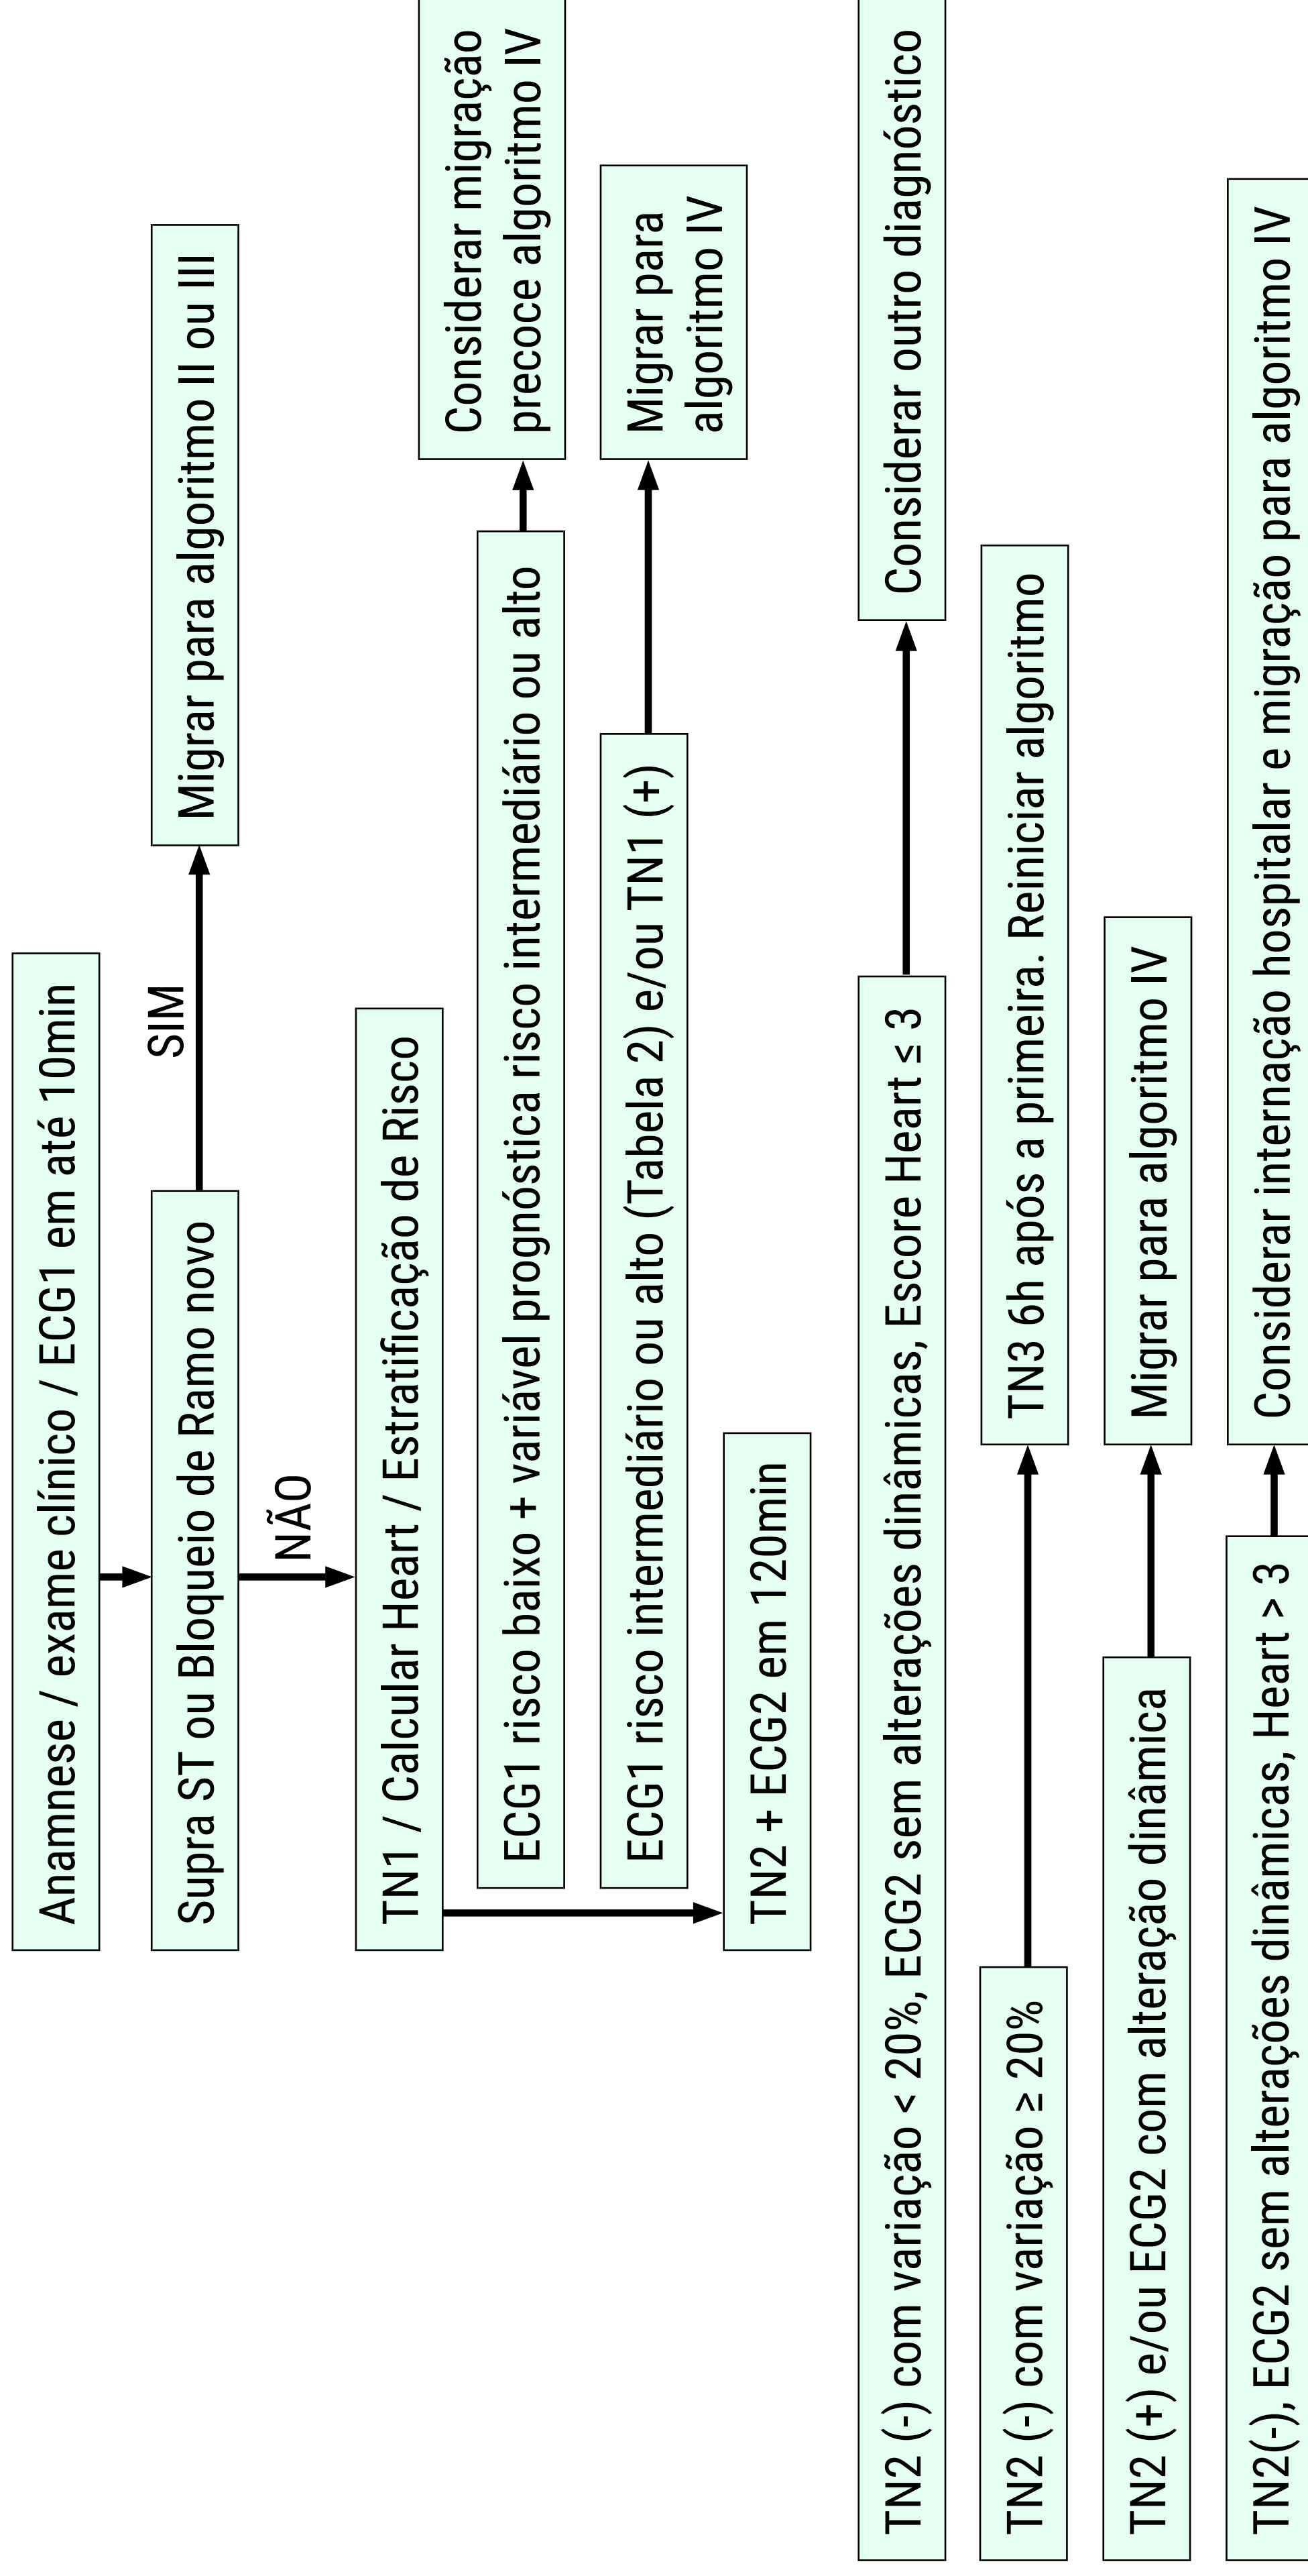 Anamnese / exame clínico / ECG1 em até 10min
Supra ST ou Bloqueio de Ramo novo
SIM
Migrar para algoritmo II ou III
NÃO
TN1 / Calcular Heart / Estratificação de Risco
ECG1 risco baixo + variável prognóstica risco intermediário ou alto
Considerar migração
precoce algoritmo IV
ECG1 risco intermediário ou alto (Tabela 2) e/ou TN1 (+)
Migrar para
algoritmo IV
TN2 + ECG2 em 120min
TN2 (-) com variação < 20%, ECG2 sem alterações dinâmicas, Escore Heart ≤ 3
Considerar outro diagnóstico
TN2 (-) com variação ≥ 20%
TN3 6h após a primeira. Reiniciar algoritmo
TN2 (+) e/ou ECG2 com alteração dinâmica
Migrar para algoritmo IV
TN2(-), ECG2 sem alterações dinâmicas, Heart > 3
Considerar internação hospitalar e migração para algoritmo IV